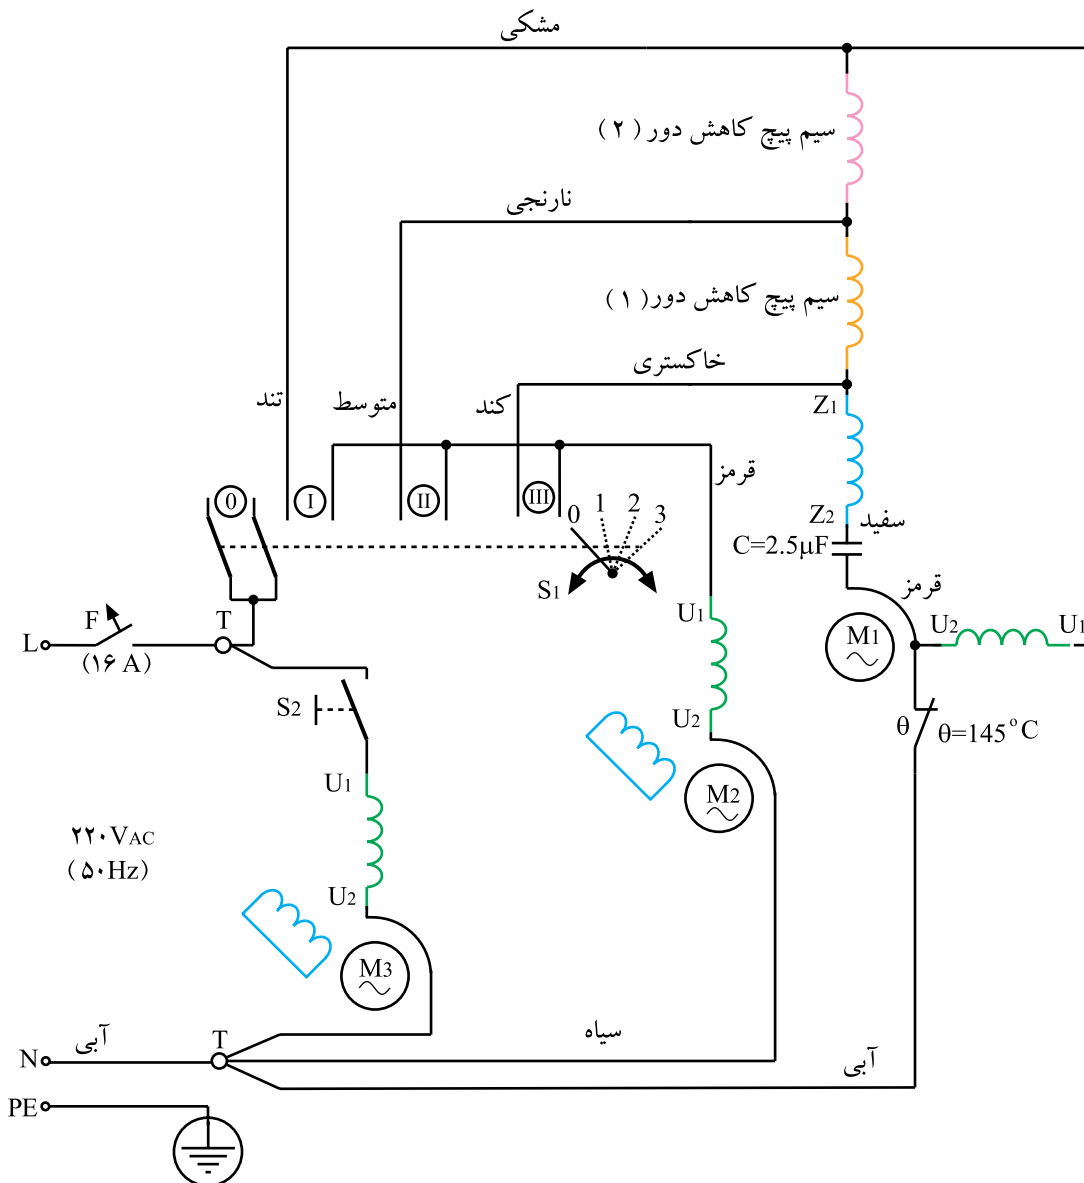 مشکی
سیم پیچ کاهش دور ( ۲ )
نارنجی
سیم پیچ کاهش دور ( ۱ )
خاکستری
تند
متوسط
کند
Z1
قرمز
0
I
II
III
0 1 2 3
Z2
سفید
C=2.5µF
S1
F
T
L
(۱۶ A)
U1
قرمز
M1
U2
U1
S2
U2
θ
θ=145°C
M2
U1
۲۲۰VAC
(۵۰Hz)
U2
M3
سیاه
آبی
T
N
آبی
PE